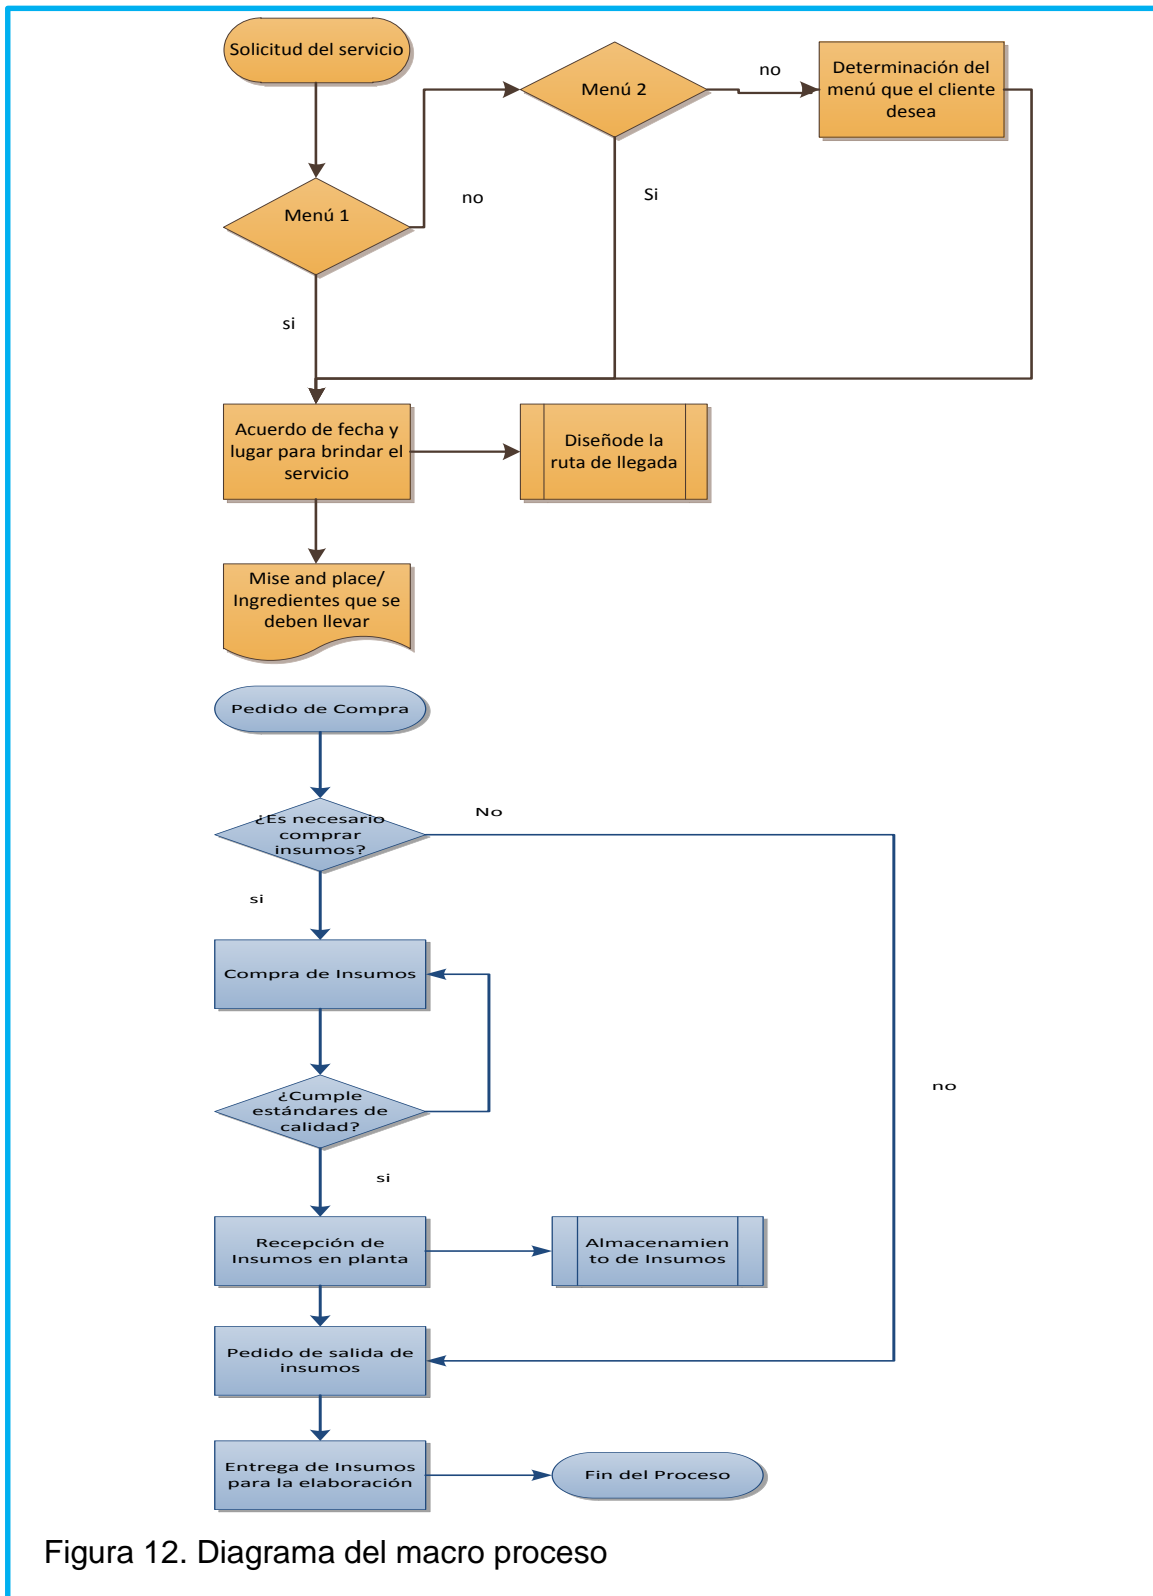 Solicitud del servicio
Menú 2
no
Determinación del
menú que el cliente
desea
Menú 1
no
Si
si
Acuerdo de fecha y
lugar para brindar el
servicio
Diseñode la
ruta de llegada
Mise and place/
Ingredientes que se
deben llevar
Pedido de Compra
¿Es necesario
comprar
insumos?
No
si
Compra de Insumos
¿Cumple
estándares de
calidad?
no
si
Recepción de
Insumos en planta
Almacenamien
to de Insumos
Pedido de salida de
insumos
Entrega de Insumos
para la elaboración
Fin del Proceso
Figura 12. Diagrama del macro proceso